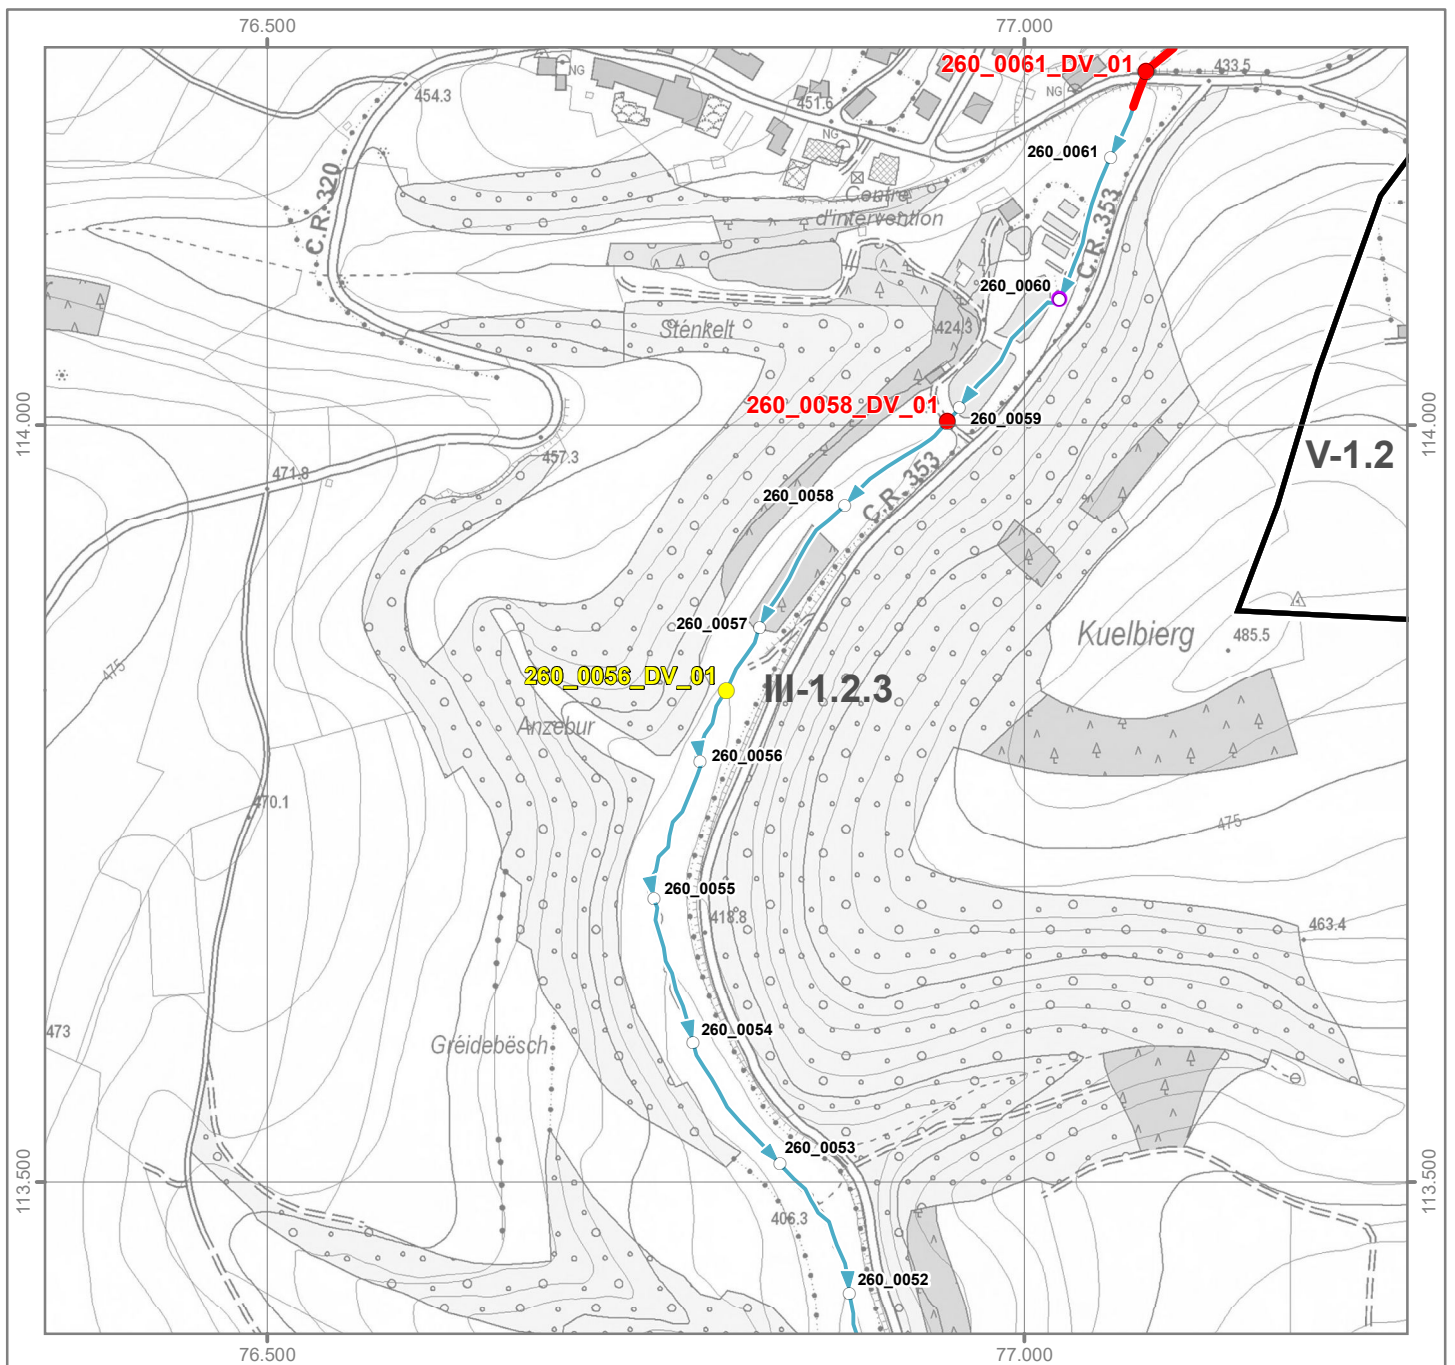 76.500
77.000
260_0061_DV_01
433.5
NG
454.3
NG
451.6
NG
260_0061
C.R. 320
Centre
d'intervention
C.R. 353
260_0060
Sténkelt
424.3
260_0058_DV_01
260_0059
114.000
114.000
V-1.2
457.3
471.8
C.R. 353
260_0058
260_0057
Kuelbierg
485.5
475
260_0056_DV_01
III-1.2.3
Anzebur
260_0056
470.1
475
260_0055
418.8
463.4
473
260_0054
Gréidebësch
260_0053
113.500
113.500
406.3
260_0052
76.500
77.000